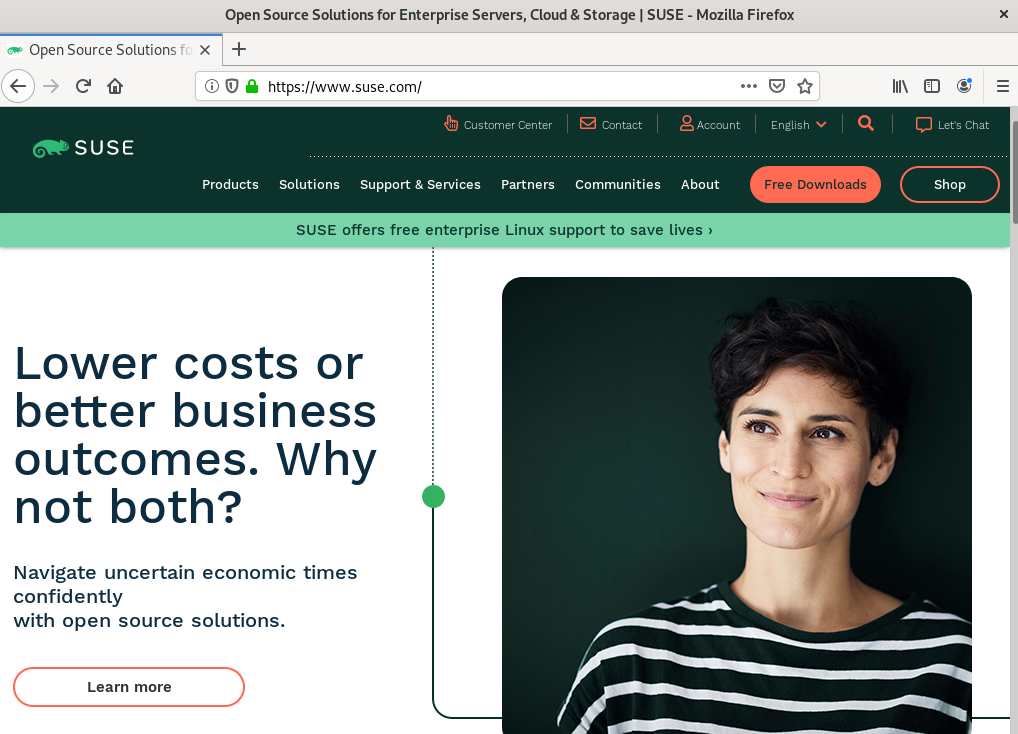 Open Source Solutions for Enterprise Servers, Cloud & Storage | SUSE - Mozilla Firefox
Open Source Solutions fo
https://www.suse.com/
Customer Center
Contact
Account
English
Let's Chat
SUSE
Products
Solutions
Support & Services
Partners
Communities
About
Free Downloads
Shop
SUSE offers free enterprise Linux support to save lives ›
Lower costs or
better business
outcomes. Why
not both?
Navigate uncertain economic times
confidently
with open source solutions.
Learn more